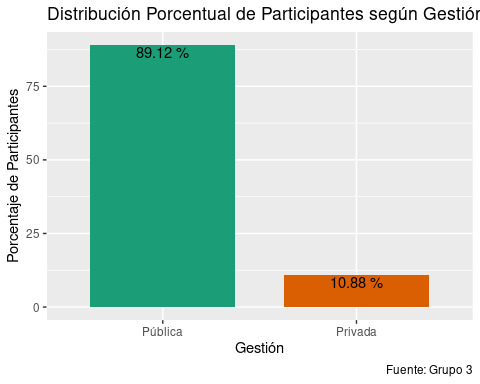 Distribución Porcentual de Participantes según Gestión
Porcentaje de Participantes
75
50
25
0
89.12 %
10.88 %
Pública
Privada
Gestión
Fuente: Grupo 3